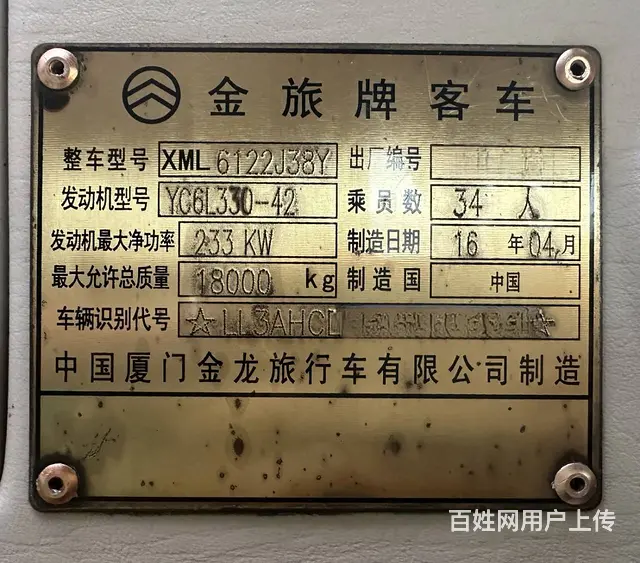 金旅牌客车
整车型号 XML 6122J38Y 出厂编号
发动机型号 YC6L330-42 乘员数 34 人
发动机最大净功率 233 KW 制造日期 16 年 04 月
最大允许总质量 18000 kg 制造国 中国
车辆识别代号 ☆LL3AHCD
中国厦门金龙旅行车有限公司制造
百姓网用户上传